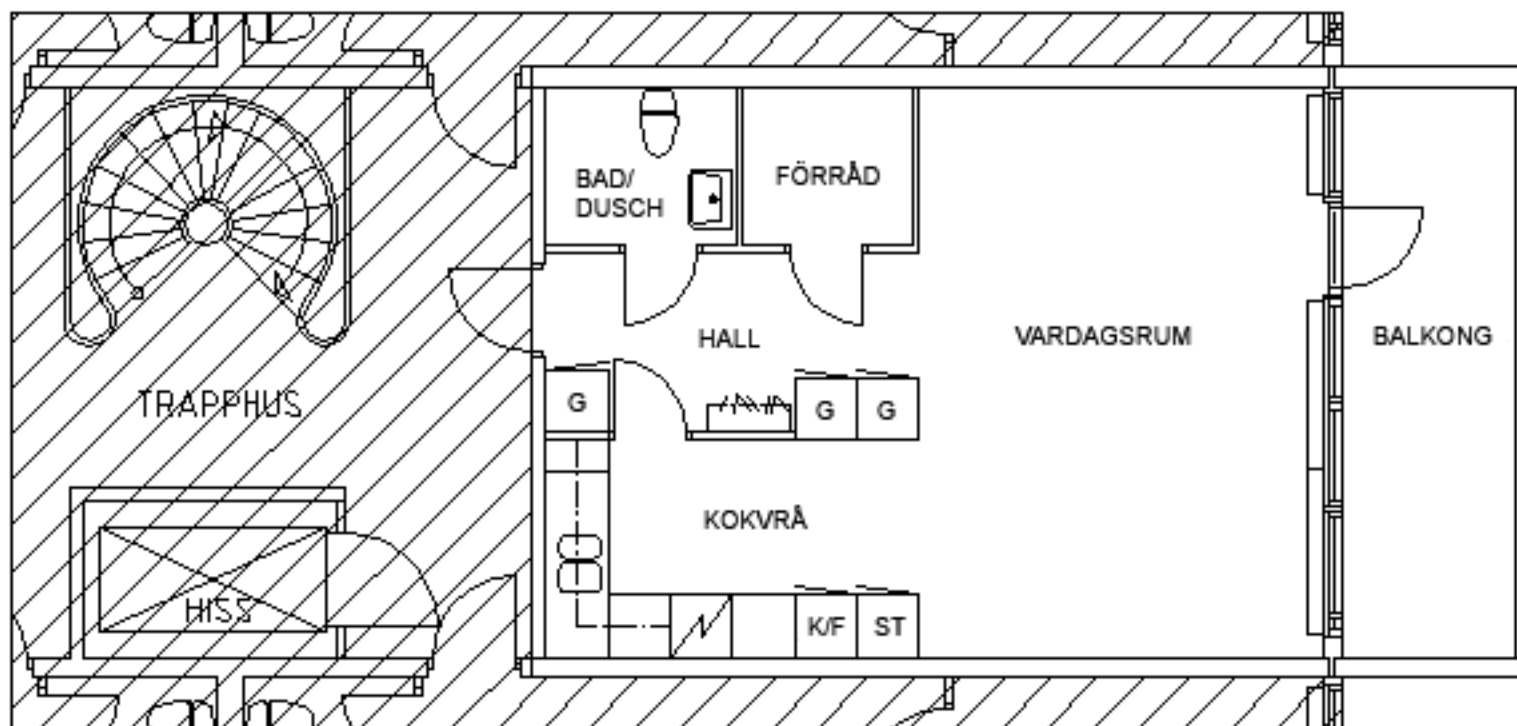 BAD/
DUSCH
FÖRRÅD
HALL
VARDAGSRUM
BALKONG
TRAPPHUS
G
G
G
KOKVRÅ
HISS
K/F
ST